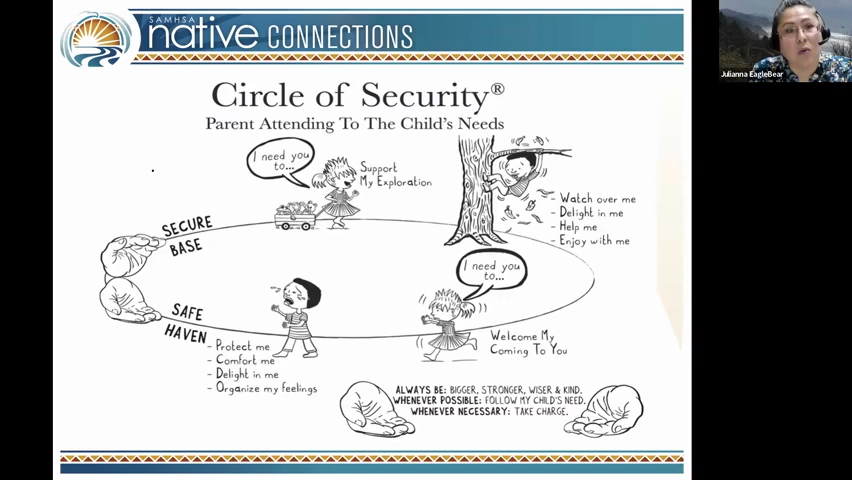 SAMHSA
native CONNECTIONS
Julianna EagleBear
Circle of Security®
Parent Attending To The Child's Needs
I need you
to...
Support
My Exploration
- Watch over me
- Delight in me
- Help me
- Enjoy with me
SECURE
BASE
I need you
to...
SAFE
HAVEN
Welcome My
Coming To You
- Protect me
- Comfort me
- Delight in me
- Organize my feelings
ALWAYS BE: BIGGER, STRONGER, WISER & KIND.
WHENEVER POSSIBLE: FOLLOW MY CHILD'S NEED.
WHENEVER NECESSARY: TAKE CHARGE.